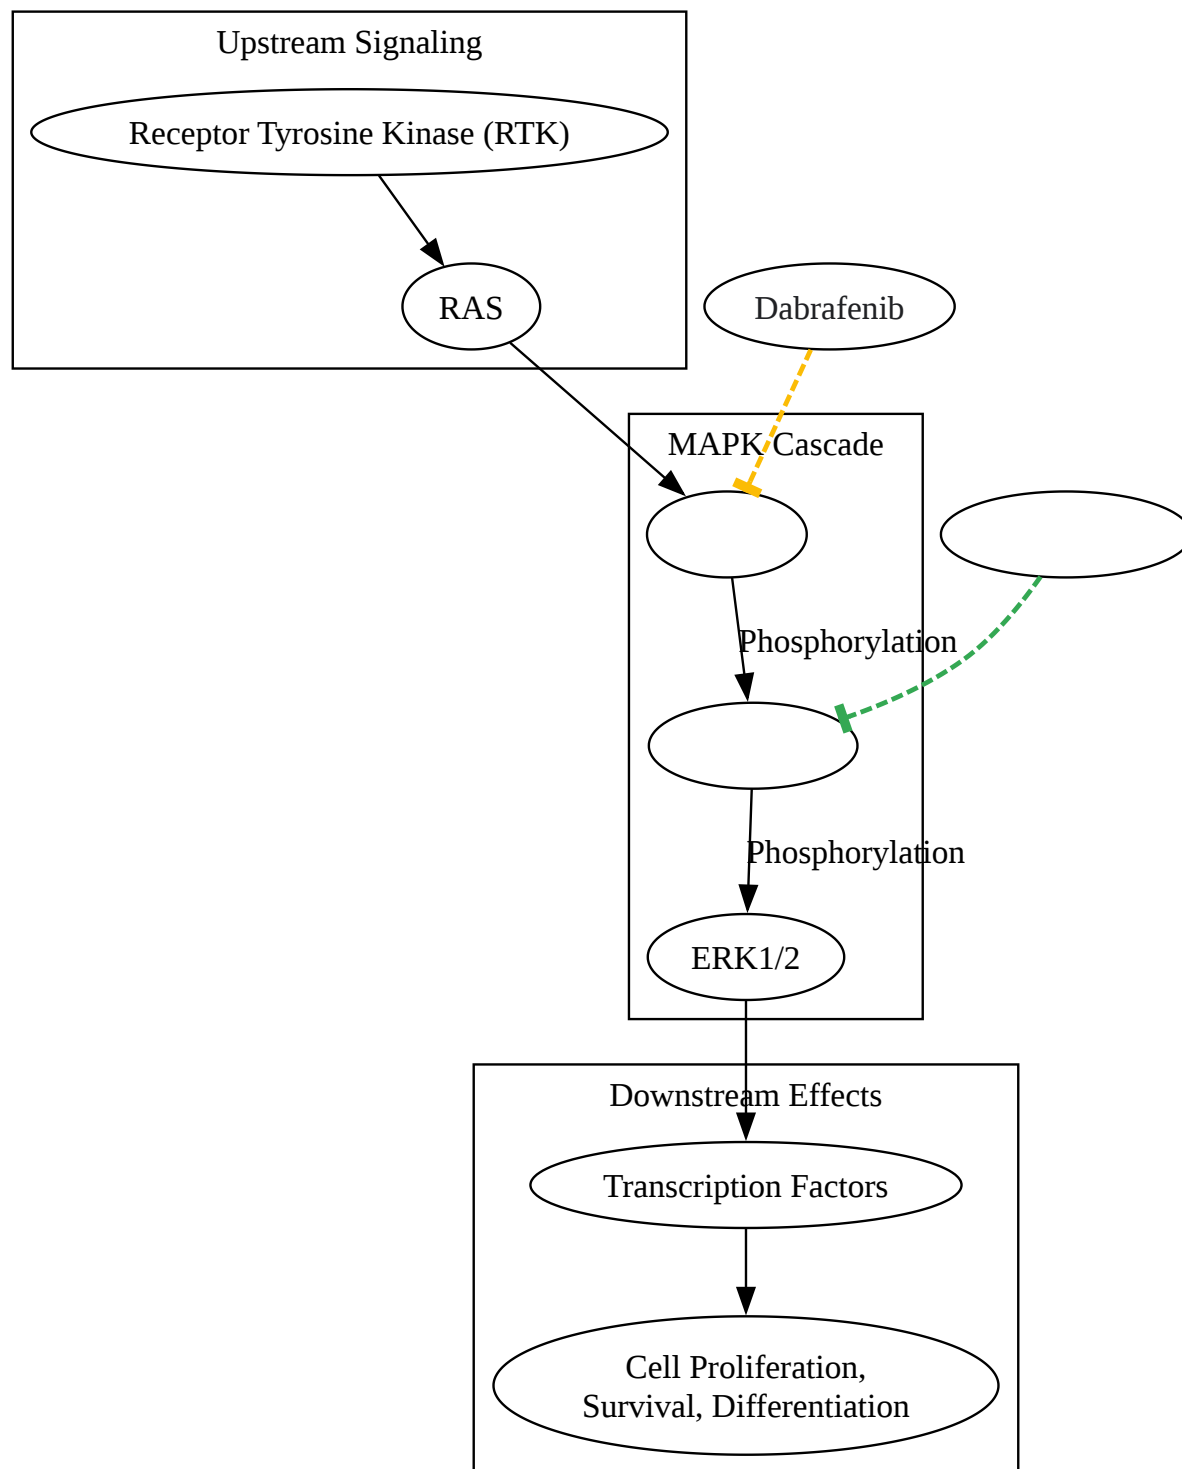 Upstream Signaling
Receptor Tyrosine Kinase (RTK)
RAS
Dabrafenib
MAPK Cascade
Phosphorylation
Phosphorylation
ERK1/2
Downstream Effects
Transcription Factors
Cell Proliferation,
Survival, Differentiation